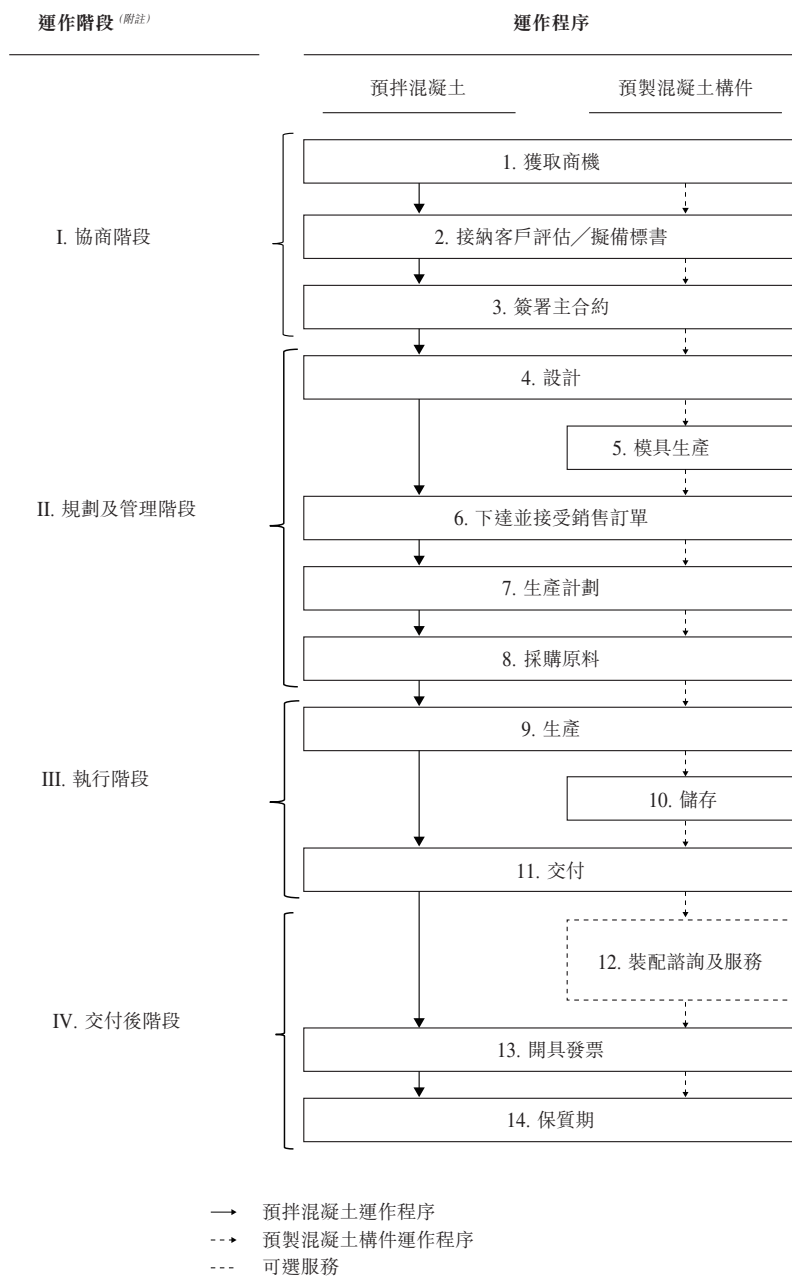 運作階段(附註)
運作程序
預拌混凝土
預製混凝土構件
1. 獲取商機
I. 協商階段
2. 接納客戶評估／擬備標書
3. 簽署主合約
4. 設計
5. 模具生產
II. 規劃及管理階段
6. 下達並接受銷售訂單
7. 生產計劃
8. 採購原料
9. 生產
III. 執行階段
10. 儲存
11. 交付
12. 裝配諮詢及服務
IV. 交付後階段
13. 開具發票
14. 保質期
預拌混凝土運作程序
預製混凝土構件運作程序
可選服務